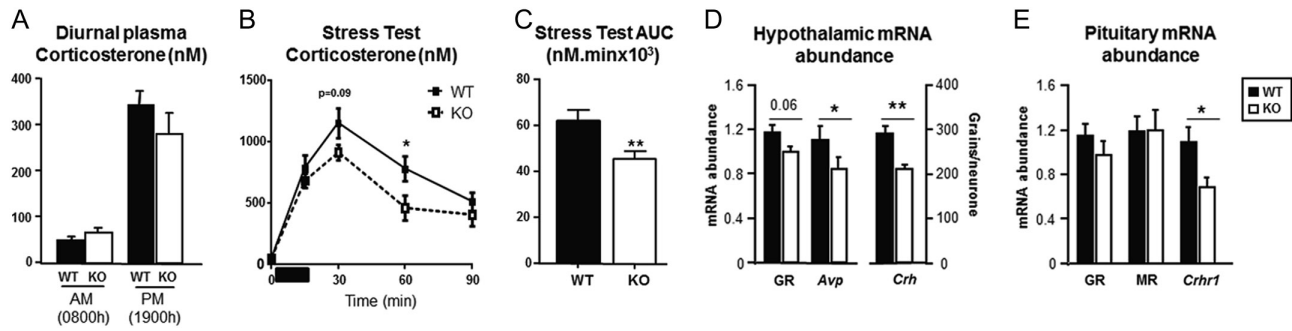 A
Diurnal plasma
Corticosterone (nM)
400
300
200
100
0
WT KO WT KO
AM PM
(0800h) (1900h)
B
Stress Test
Corticosterone (nM)
1500
1000
500
0
p=0.09
*
WT
KO
0 30 60 90
Time (min)
C
Stress Test AUC
(nM.minx10³)
80
60
40
20
0
**
WT KO
D
Hypothalamic mRNA
abundance
mRNA abundance
1.6
1.2
0.8
0.4
0
0.06 * **
400
300
200
100
0
Grains/neurone
GR Avp Crh
E
Pituitary mRNA
abundance
mRNA abundance
1.6
1.2
0.8
1.4
0
*
GR MR Crhr1
WT
KO